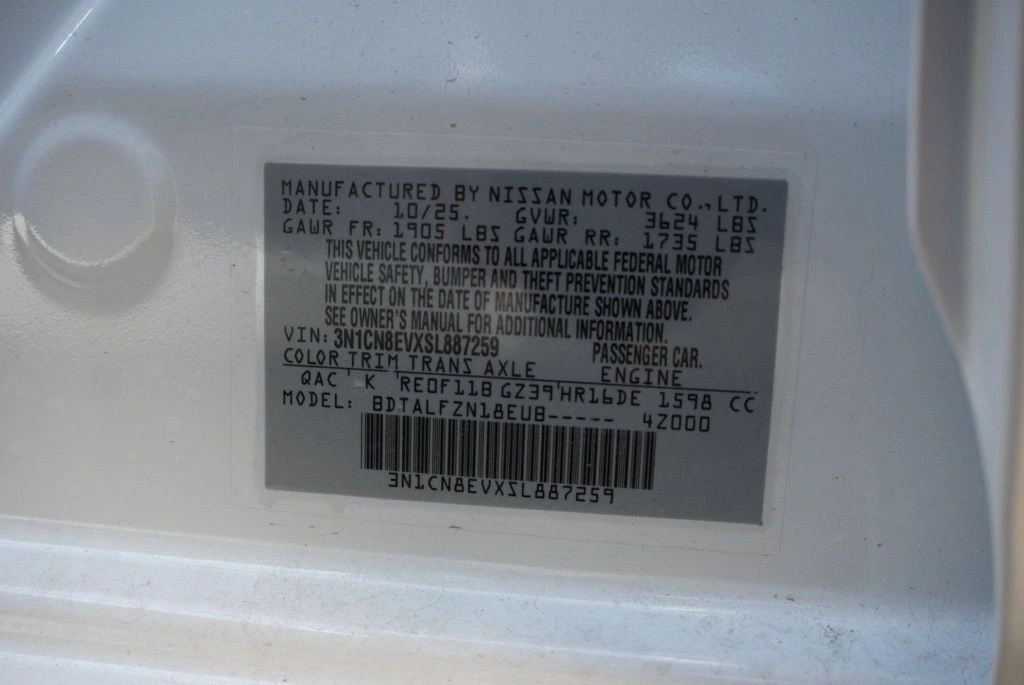 MANUFACTURED BY NISSAN MOTOR CO.,LTD.
DATE: 10/25. GVWR: 3624 LBS
GAWR FR: 1905 LBS GAWR RR: 1735 LBS
THIS VEHICLE CONFORMS TO ALL APPLICABLE FEDERAL MOTOR
VEHICLE SAFETY, BUMPER AND THEFT PREVENTION STANDARDS
IN EFFECT ON THE DATE OF MANUFACTURE SHOWN ABOVE.
SEE OWNER'S MANUAL FOR ADDITIONAL INFORMATION.
VIN: 3N1CN8EVXSL887259 PASSENGER CAR.
COLOR TRIM TRANS AXLE ENGINE
QAC' K 'RE0F11B GZ39'HR16DE 1598 CC
MODEL: BDTALFZN18EUB----- 4Z000
3N1CN8EVXSL887259